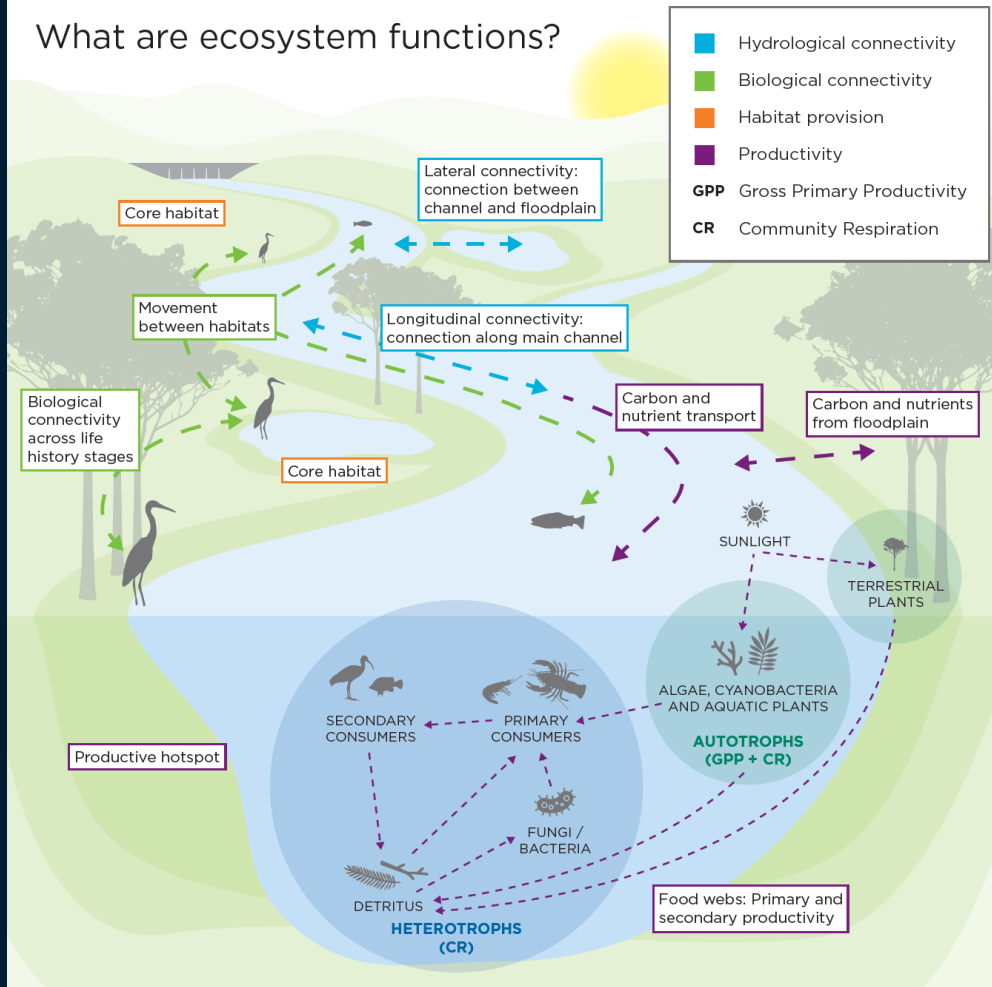 What are ecosystem functions?
Hydrological connectivity
Biological connectivity
Habitat provision
Productivity
GPP Gross Primary Productivity
CR Community Respiration
Lateral connectivity:
connection between
channel and floodplain
Core habitat
Movement
between habitats
Longitudinal connectivity:
connection along main channel
Biological
connectivity
across life
history stages
Carbon and
nutrient transport
Carbon and nutrients
from floodplain
Core habitat
SUNLIGHT
TERRESTRIAL
PLANTS
ALGAE, CYANOBACTERIA
AND AQUATIC PLANTS
AUTOTROPHS
(GPP + CR)
SECONDARY
CONSUMERS
PRIMARY
CONSUMERS
Productive hotspot
FUNGI /
BACTERIA
DETRITUS
HETEROTROPHS
(CR)
Food webs: Primary and
secondary productivity